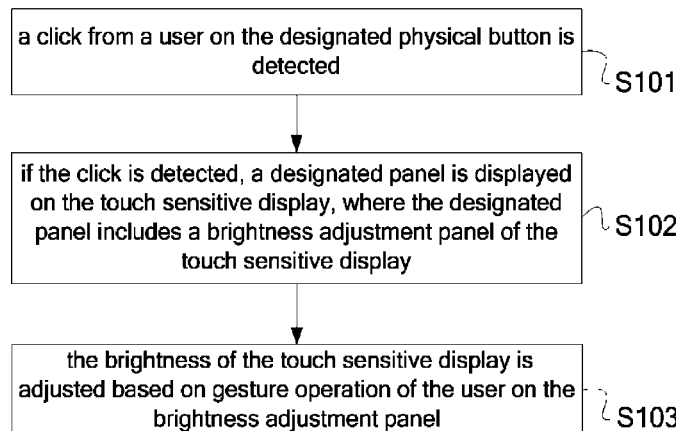 a click from a user on the designated physical button is
detected
S101
if the click is detected, a designated panel is displayed
on the touch sensitive display, where the designated
panel includes a brightness adjustment panel of the
touch sensitive display
S102
the brightness of the touch sensitive display is
adjusted based on gesture operation of the user on the
brightness adjustment panel
S103